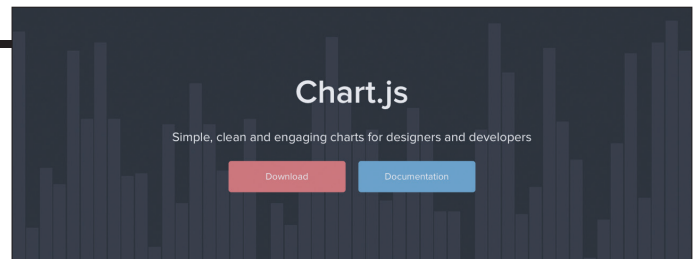 Chart.js
Simple, clean and engaging charts for designers and developers
Download
Documentation